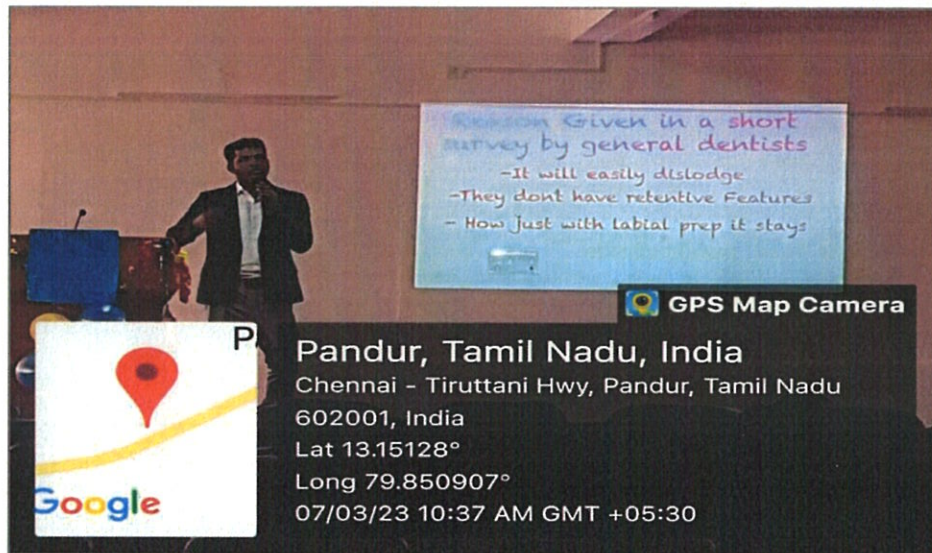 Reason Given in a short
survey by general dentists
-It will easily dislodge
-They dont have retentive Features
- How just with labial prep it stays
GPS Map Camera
P
Pandur, Tamil Nadu, India
Chennai - Tiruttani Hwy, Pandur, Tamil Nadu
602001, India
Lat 13.15128°
Long 79.850907°
07/03/23 10:37 AM GMT +05:30
Google